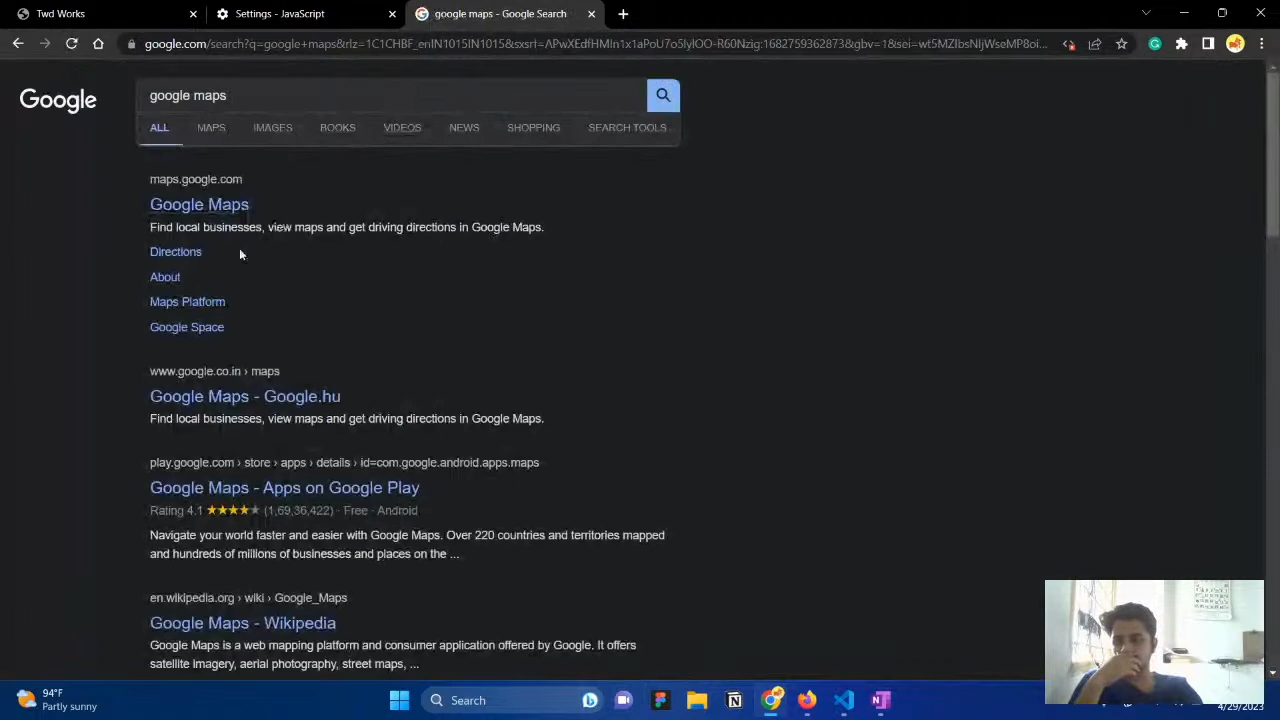 Twd Works
Settings - JavaScript
google maps - Google Search
google.com/search?q=google+maps&rlz=1C1CHBF_enIN1015IN1015&sxsrf=
Google
google maps
ALL MAPS IMAGES BOOKS VIDEOS NEWS SHOPPING SEARCH TOOLS
maps.google.com
Google Maps
Find local businesses, view maps and get driving directions in Google Maps.
Directions
About
Maps Platform
Google Space
www.google.co.in › maps
Google Maps - Google.hu
Find local businesses, view maps and get driving directions in Google Maps.
play.google.com › store › apps › details › id=com.google.android.apps.maps
Google Maps - Apps on Google Play
Rating 4.1 ★★★★★ (1,69,36,422) · Free · Android
Navigate your world faster and easier with Google Maps. Over 220 countries and territories mapped
and hundreds of millions of businesses and places on the ...
en.wikipedia.org › wiki › Google_Maps
Google Maps - Wikipedia
Google Maps is a web mapping platform and consumer application offered by Google. It offers
satellite imagery, aerial photography, street maps, ...
94°F
Partly sunny
Search
4/29/2023